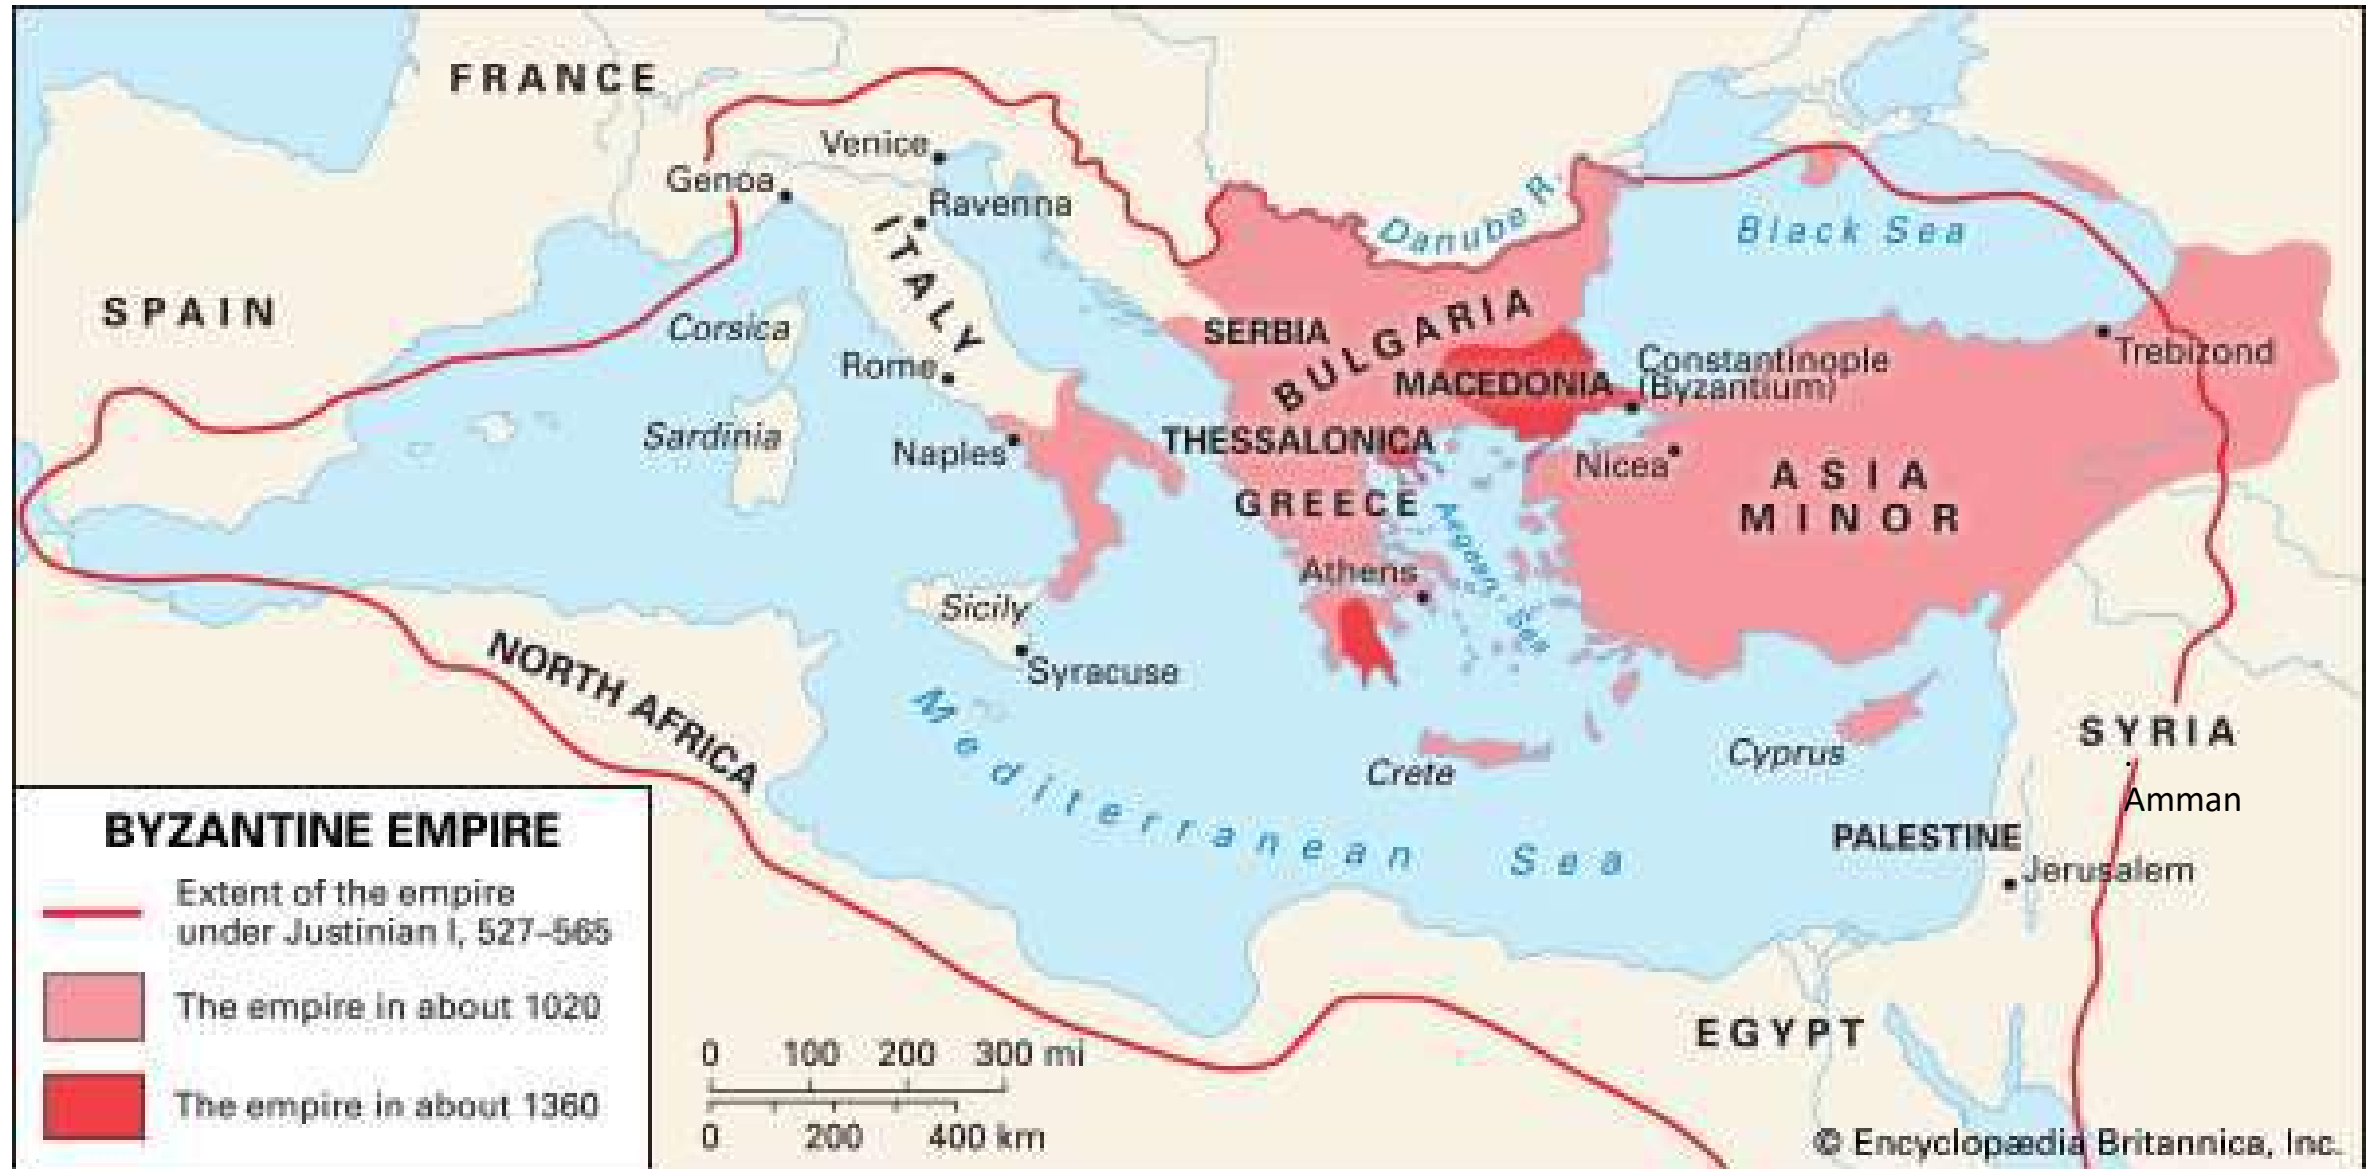 FRANCE
Venice
Genoa
Ravenna
Danube R.
Black Sea
SPAIN
ITALY
Corsica
SERBIA
BULGARIA
Constantinople
(Byzantium)
Trebizond
Rome
MACEDONIA
Sardinia
Naples
THESSALONICA
Nicea
ASIA
MINOR
GREECE
Aegean Sea
Athens
Sicily
Syracuse
NORTH AFRICA
Mediterranean Sea
Crete
Cyprus
SYRIA
Amman
PALESTINE
Jerusalem
EGYPT
BYZANTINE EMPIRE
Extent of the empire
under Justinian I, 527–565
The empire in about 1020
The empire in about 1360
0 100 200 300 mi
0 200 400 km
© Encyclopædia Britannica, Inc.